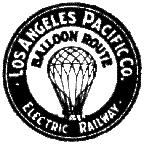 LOS ANGELES PACIFIC CO.
BALLOON ROUTE
ELECTRIC RAILWAY